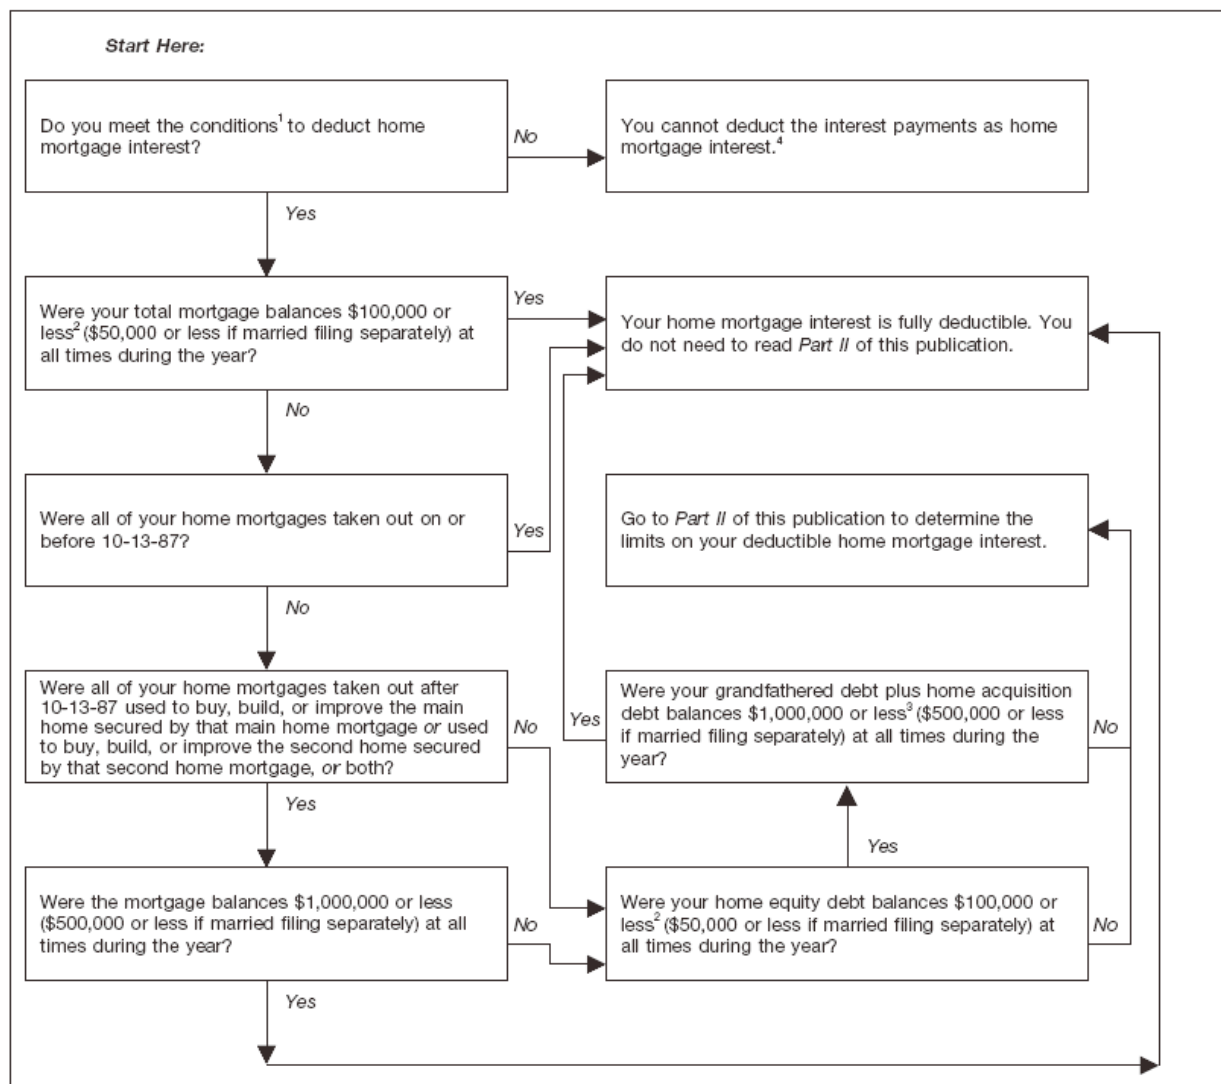 Start Here:
Do you meet the conditions¹ to deduct home
mortgage interest?
No
You cannot deduct the interest payments as home
mortgage interest.⁴
Yes
Were your total mortgage balances $100,000 or
less² ($50,000 or less if married filing separately) at
all times during the year?
Yes
Your home mortgage interest is fully deductible. You
do not need to read Part II of this publication.
No
Were all of your home mortgages taken out on or
before 10-13-87?
Yes
Go to Part II of this publication to determine the
limits on your deductible home mortgage interest.
No
Were all of your home mortgages taken out after
10-13-87 used to buy, build, or improve the main
home secured by that main home mortgage or used
to buy, build, or improve the second home secured
by that second home mortgage, or both?
No
Yes
Were your grandfathered debt plus home acquisition
debt balances $1,000,000 or less³ ($500,000 or less
if married filing separately) at all times during the
year?
No
Yes
Yes
Were the mortgage balances $1,000,000 or less
($500,000 or less if married filing separately) at all
times during the year?
No
Were your home equity debt balances $100,000 or
less² ($50,000 or less if married filing separately) at
all times during the year?
No
Yes